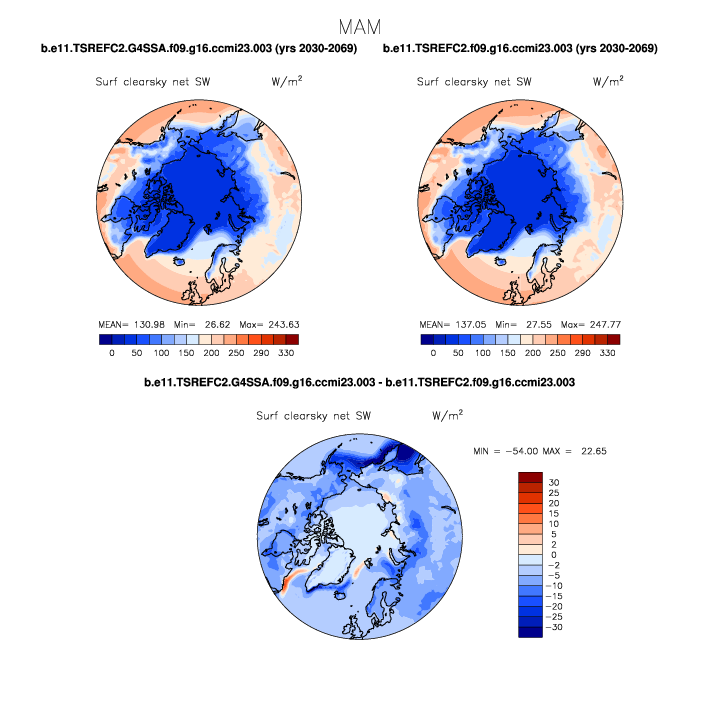 MAM
b.e11.TSREFC2.G4SSA.f09.g16.ccmi23.003 (yrs 2030-2069) b.e11.TSREFC2.f09.g16.ccmi23.003 (yrs 2030-2069)
Surf clearsky net SW W/m² Surf clearsky net SW W/m²
MEAN= 130.98 Min= 26.62 Max= 243.63 MEAN= 137.05 Min= 27.55 Max= 247.77
0 50 100 150 200 250 290 330 0 50 100 150 200 250 290 330
b.e11.TSREFC2.G4SSA.f09.g16.ccmi23.003 - b.e11.TSREFC2.f09.g16.ccmi23.003
Surf clearsky net SW W/m²
MIN = −54.00 MAX = 22.65
30
25
20
15
10
5
2
0
−2
−5
−10
−15
−20
−25
−30